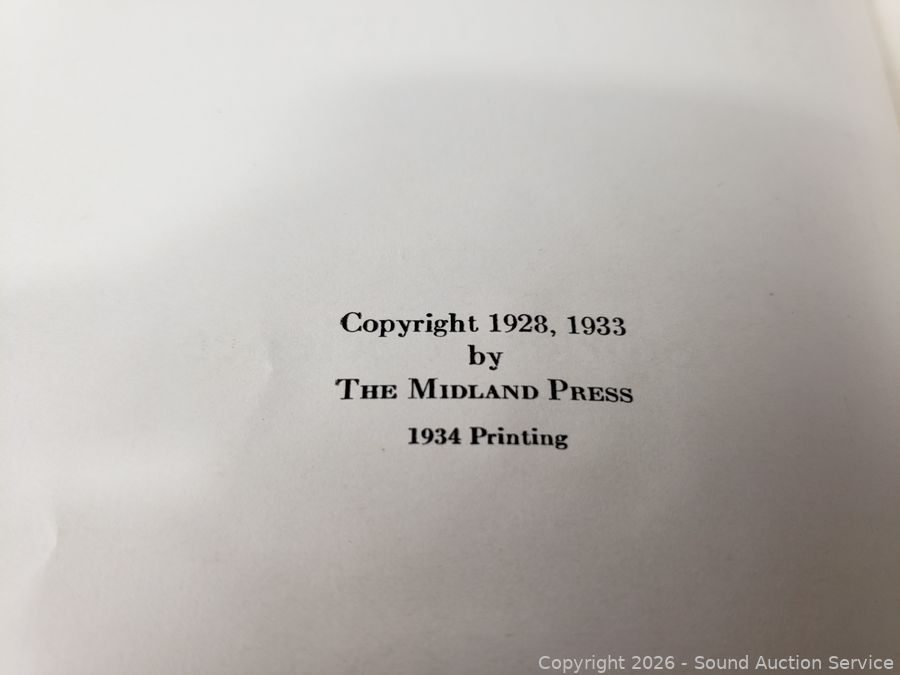 Copyright 1928, 1933
by
THE MIDLAND PRESS
1934 Printing
Copyright 2026 - Sound Auction Service